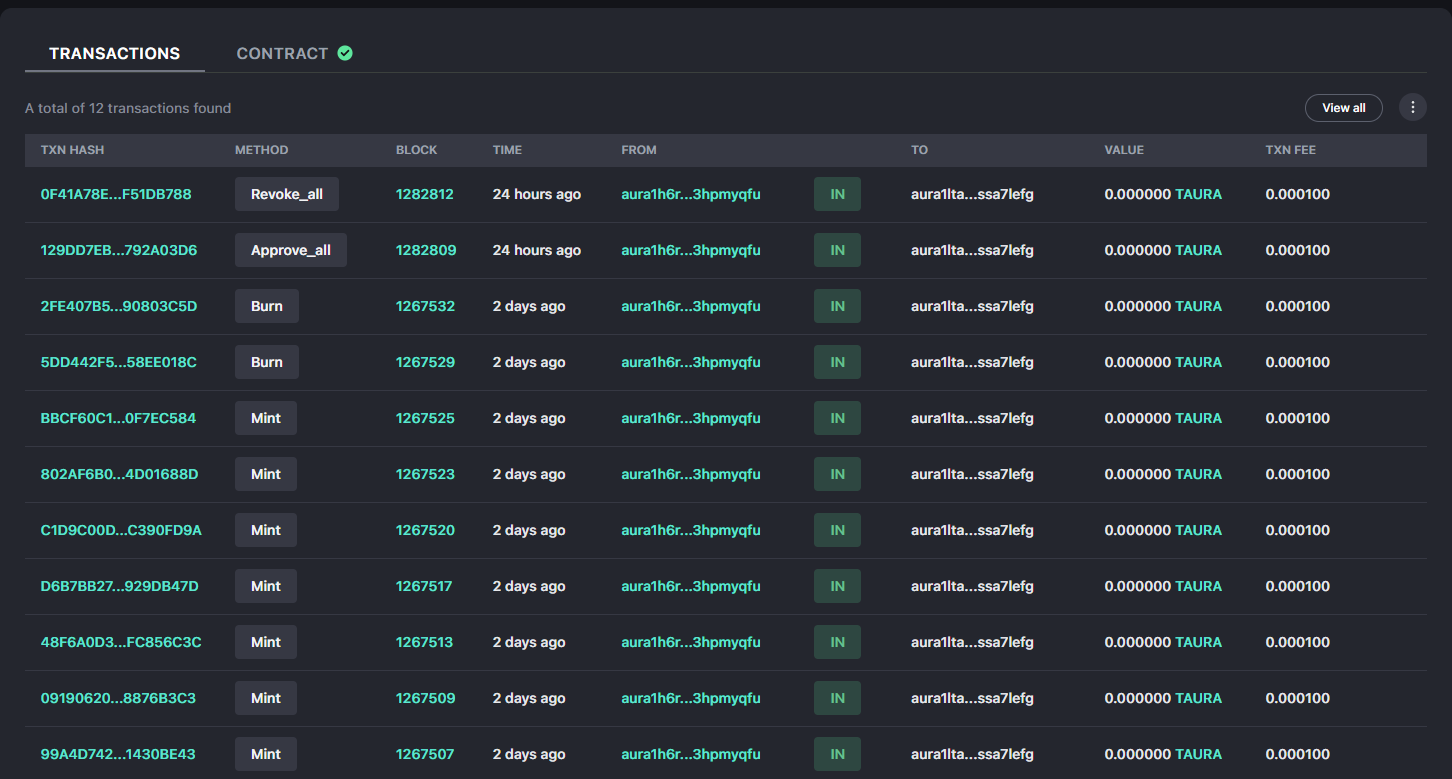 TRANSACTIONS CONTRACT
A total of 12 transactions found View all
TXN HASH METHOD BLOCK TIME FROM TO VALUE TXN FEE
0F41A78E...F51DB788 Revoke_all 1282812 24 hours ago aura1h6r...3hpmyqfu IN aura1lta...ssa7lefg 0.000000 TAURA 0.000100
129DD7EB...792A03D6 Approve_all 1282809 24 hours ago aura1h6r...3hpmyqfu IN aura1lta...ssa7lefg 0.000000 TAURA 0.000100
2FE407B5...90803C5D Burn 1267532 2 days ago aura1h6r...3hpmyqfu IN aura1lta...ssa7lefg 0.000000 TAURA 0.000100
5DD442F5...58EE018C Burn 1267529 2 days ago aura1h6r...3hpmyqfu IN aura1lta...ssa7lefg 0.000000 TAURA 0.000100
BBCF60C1...0F7EC584 Mint 1267525 2 days ago aura1h6r...3hpmyqfu IN aura1lta...ssa7lefg 0.000000 TAURA 0.000100
802AF6B0...4D01688D Mint 1267523 2 days ago aura1h6r...3hpmyqfu IN aura1lta...ssa7lefg 0.000000 TAURA 0.000100
C1D9C00D...C390FD9A Mint 1267520 2 days ago aura1h6r...3hpmyqfu IN aura1lta...ssa7lefg 0.000000 TAURA 0.000100
D6B7BB27...929DB47D Mint 1267517 2 days ago aura1h6r...3hpmyqfu IN aura1lta...ssa7lefg 0.000000 TAURA 0.000100
48F6A0D3...FC856C3C Mint 1267513 2 days ago aura1h6r...3hpmyqfu IN aura1lta...ssa7lefg 0.000000 TAURA 0.000100
09190620...8876B3C3 Mint 1267509 2 days ago aura1h6r...3hpmyqfu IN aura1lta...ssa7lefg 0.000000 TAURA 0.000100
99A4D742...1430BE43 Mint 1267507 2 days ago aura1h6r...3hpmyqfu IN aura1lta...ssa7lefg 0.000000 TAURA 0.000100